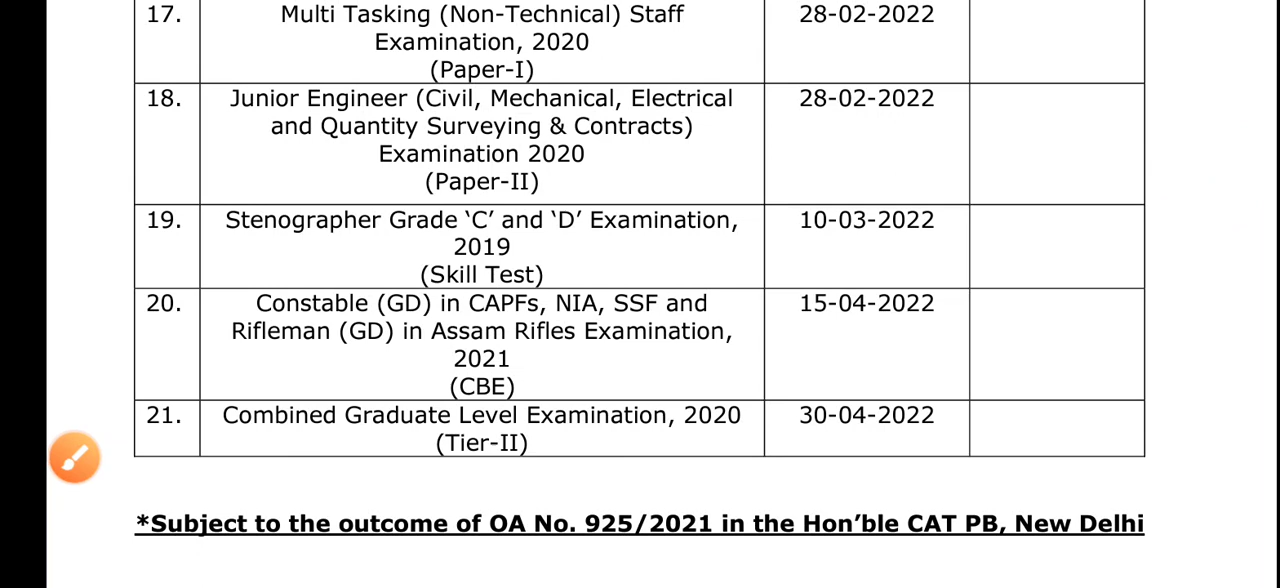 17. Multi Tasking (Non-Technical) Staff 28-02-2022
Examination, 2020
(Paper-I)
18. Junior Engineer (Civil, Mechanical, Electrical 28-02-2022
and Quantity Surveying & Contracts)
Examination 2020
(Paper-II)
19. Stenographer Grade ‘C’ and ‘D’ Examination, 10-03-2022
2019
(Skill Test)
20. Constable (GD) in CAPFs, NIA, SSF and 15-04-2022
Rifleman (GD) in Assam Rifles Examination,
2021
(CBE)
21. Combined Graduate Level Examination, 2020 30-04-2022
(Tier-II)
*Subject to the outcome of OA No. 925/2021 in the Hon’ble CAT PB, New Delhi